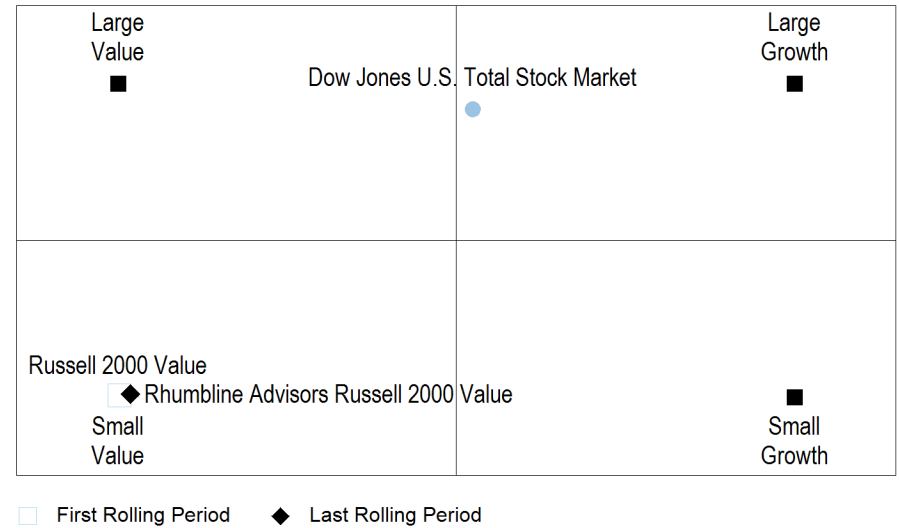 Large
Value
Large
Growth
Dow Jones U.S. Total Stock Market
Russell 2000 Value
Rhumbline Advisors Russell 2000 Value
Small
Value
Small
Growth
First Rolling Period
Last Rolling Period